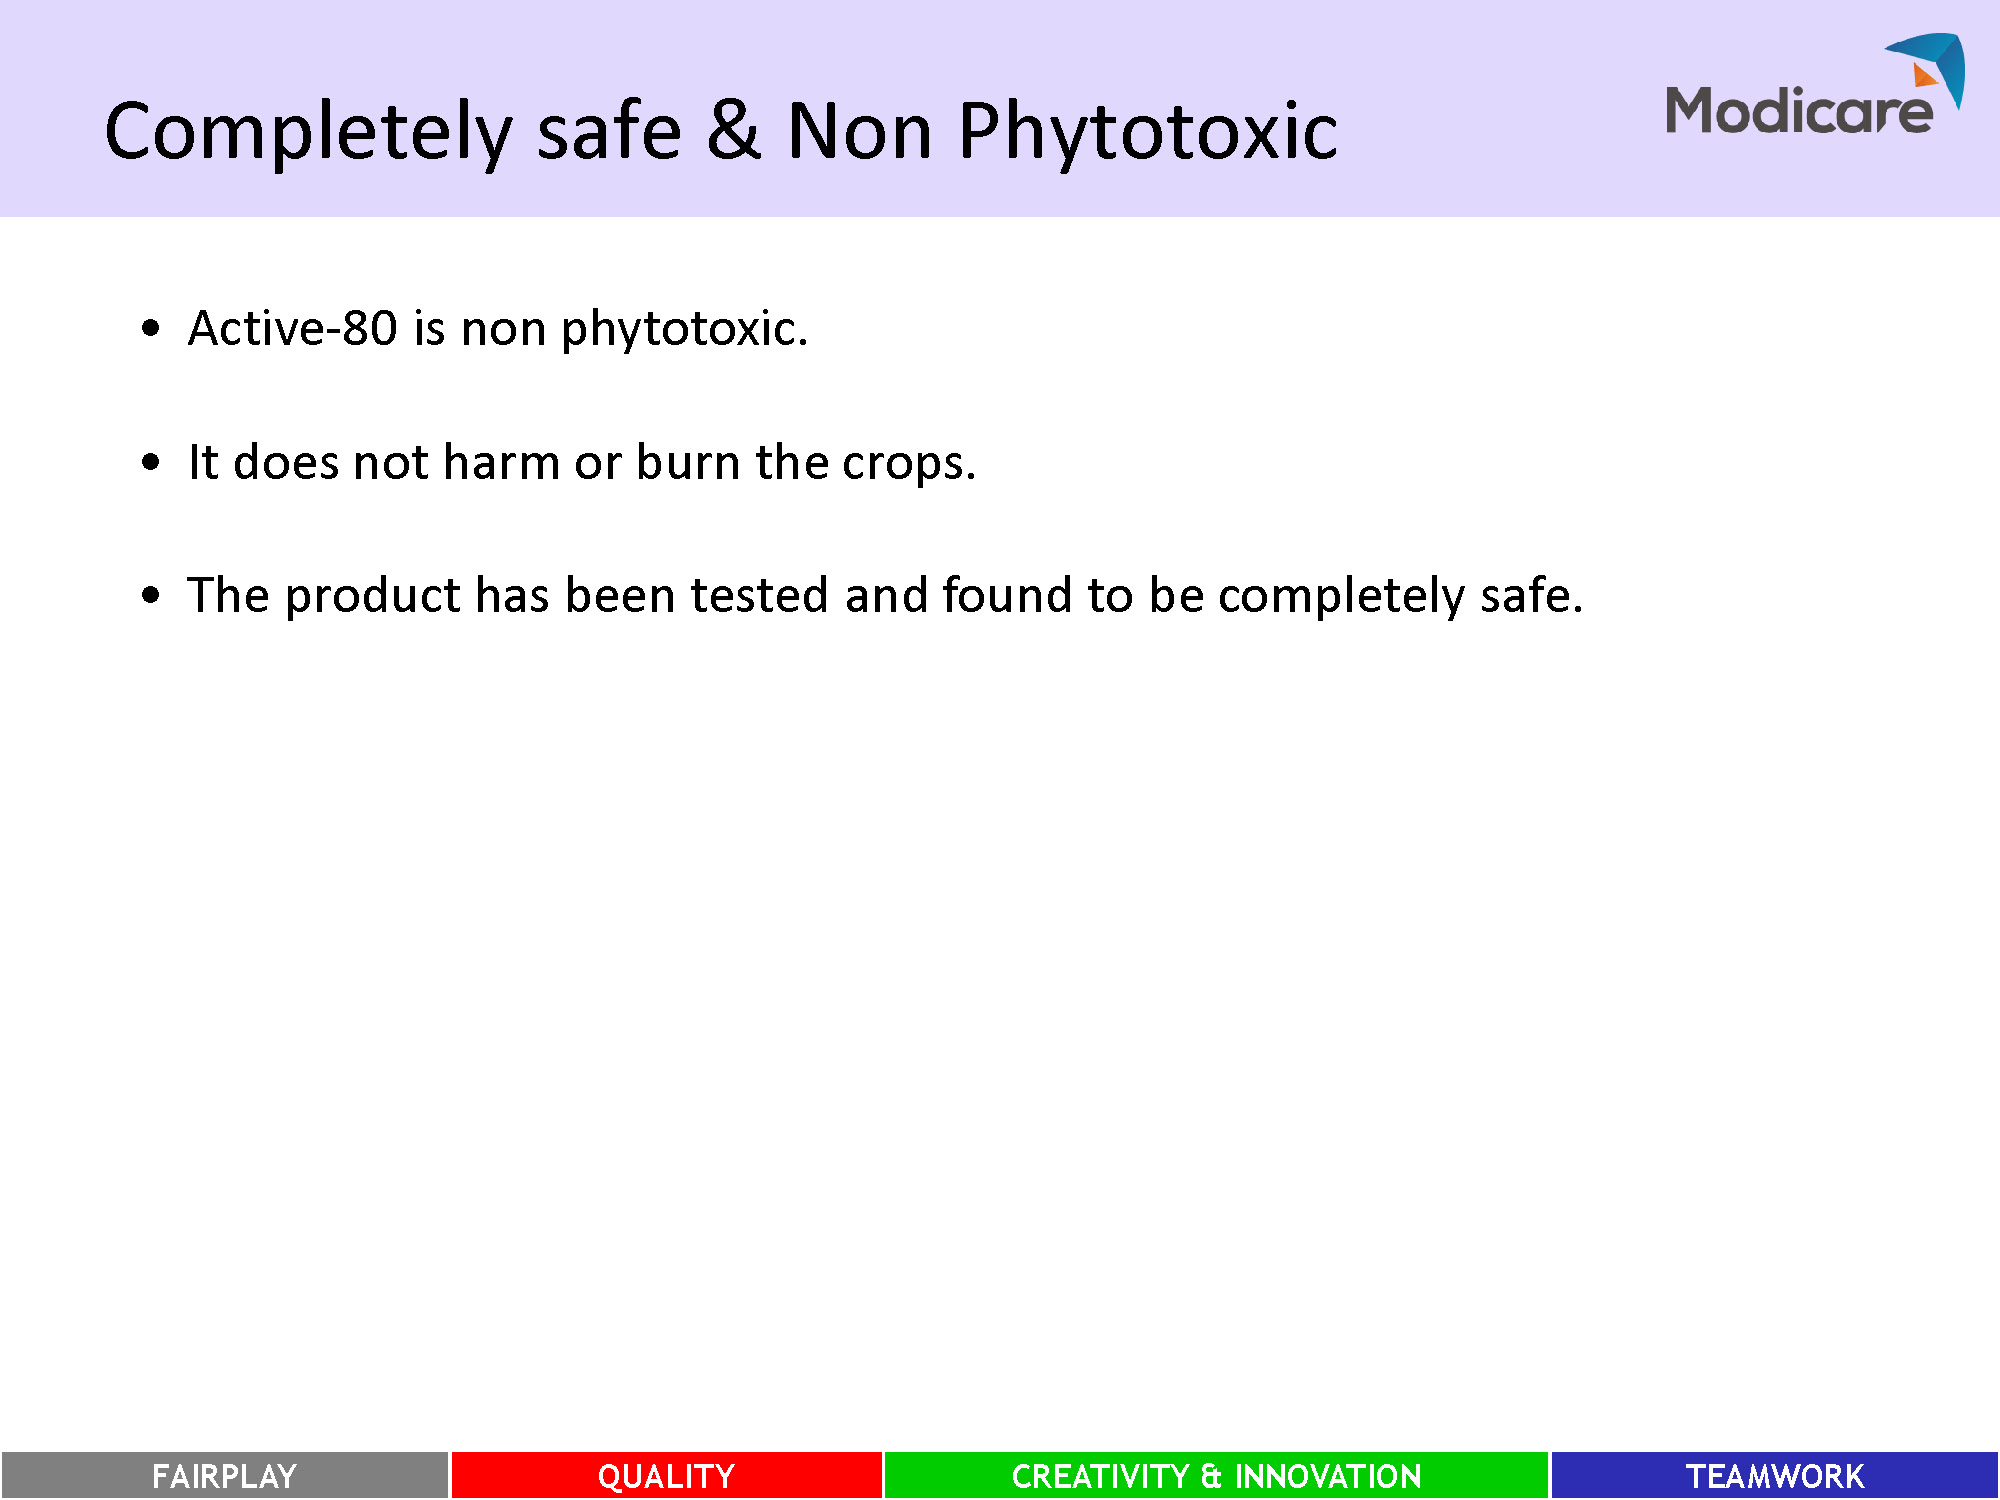 Completely safe & Non Phytotoxic
Modicare
• Active-80 is non phytotoxic.
• It does not harm or burn the crops.
• The product has been tested and found to be completely safe.
FAIRPLAY QUALITY CREATIVITY & INNOVATION TEAMWORK